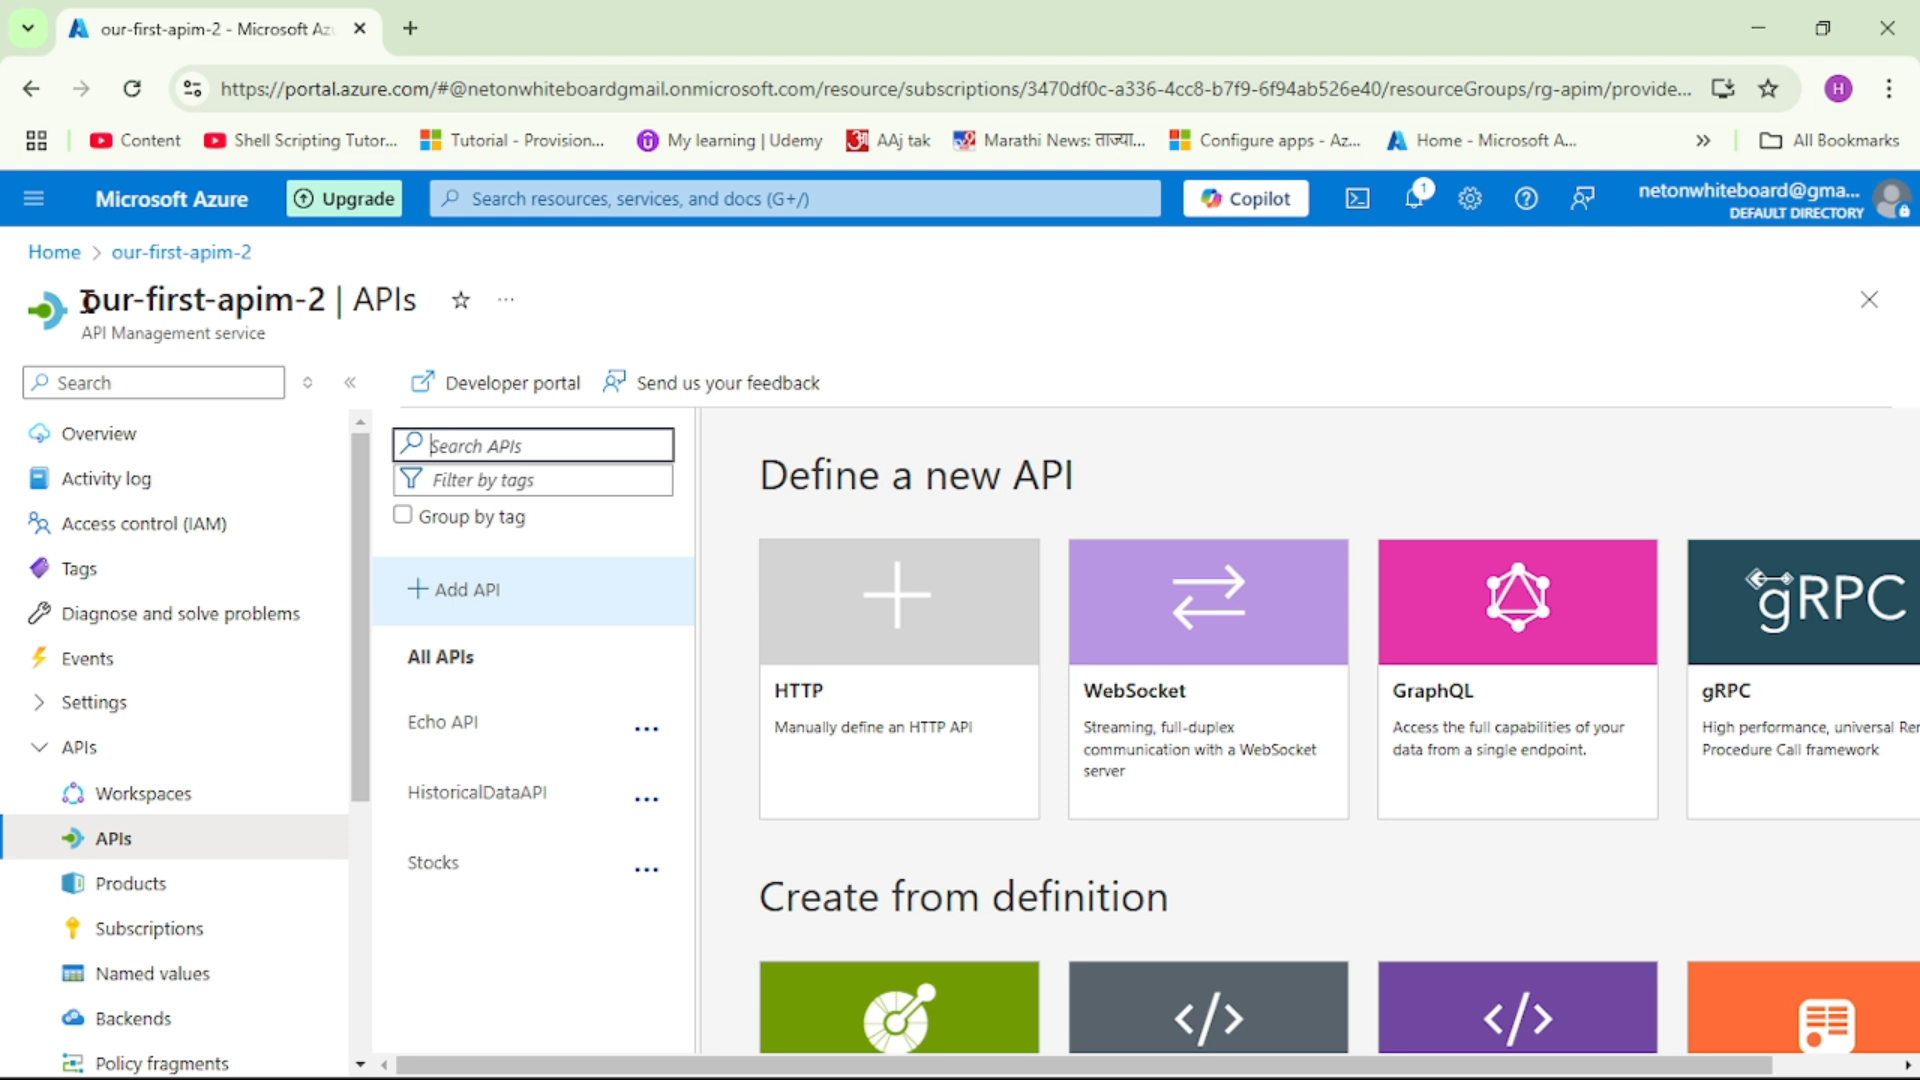 our-first-apim-2 - Microsoft Az
https://portal.azure.com/#@netonwhiteboardgmail.onmicrosoft.com/resource/subscriptions/3470df0c-a336-4cc8-b7f9-6f94ab526e40/resourceGroups/rg-apim/provide...
H
Content
Shell Scripting Tutor...
Tutorial - Provision...
My learning | Udemy
AAj tak
Marathi News: ताज्या...
Configure apps - Az...
Home - Microsoft A...
All Bookmarks
Microsoft Azure
Upgrade
Search resources, services, and docs (G+/)
Copilot
1
netonwhiteboard@gma...
DEFAULT DIRECTORY
Home > our-first-apim-2
our-first-apim-2 | APIs
API Management service
Search
Developer portal
Send us your feedback
Overview
Activity log
Access control (IAM)
Tags
Diagnose and solve problems
Events
Settings
APIs
Workspaces
APIs
Products
Subscriptions
Named values
Backends
Policy fragments
Search APIs
Filter by tags
Group by tag
Add API
All APIs
Echo API
HistoricalDataAPI
Stocks
Define a new API
HTTP
Manually define an HTTP API
WebSocket
Streaming, full-duplex
communication with a WebSocket
server
GraphQL
Access the full capabilities of your
data from a single endpoint.
gRPC
gRPC
High performance, universal Rer
Procedure Call framework
Create from definition